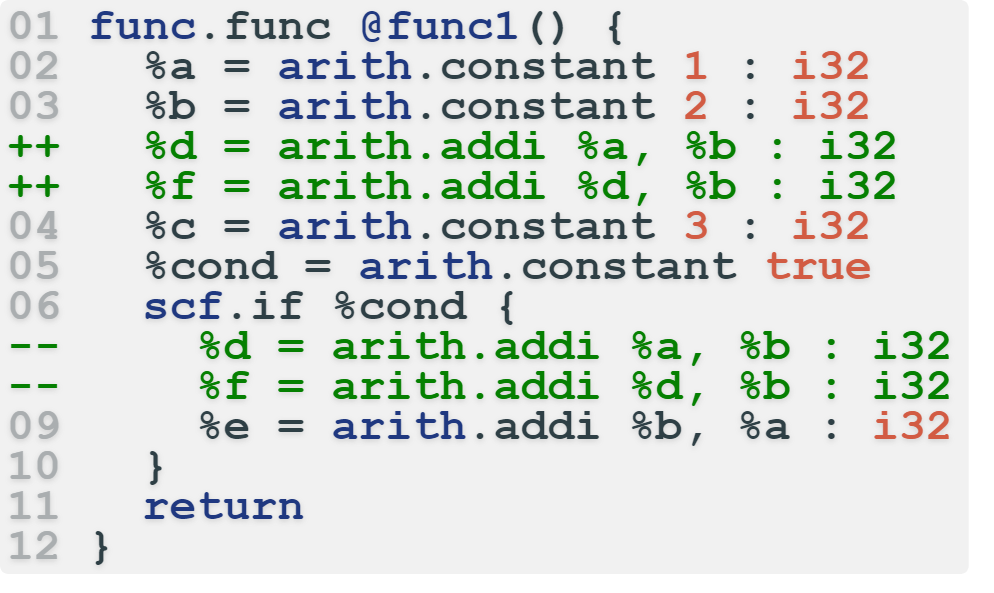 01 func.func @func1() {
02   %a = arith.constant 1 : i32
03   %b = arith.constant 2 : i32
++   %d = arith.addi %a, %b : i32
++   %f = arith.addi %d, %b : i32
04   %c = arith.constant 3 : i32
05   %cond = arith.constant true
06   scf.if %cond {
--     %d = arith.addi %a, %b : i32
--     %f = arith.addi %d, %b : i32
09     %e = arith.addi %b, %a : i32
10   }
11   return
12 }